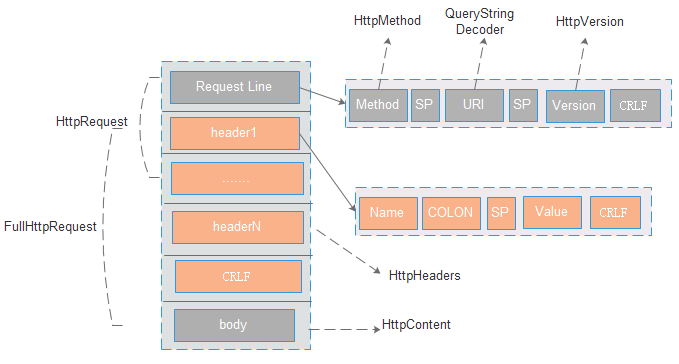 HttpMethod
QueryString
Decoder
HttpVersion
Request Line
Method SP URI SP Version CRLF
HttpRequest
header1
.......
Name COLON SP Value CRLF
FullHttpRequest
headerN
HttpHeaders
CRLF
body
HttpContent